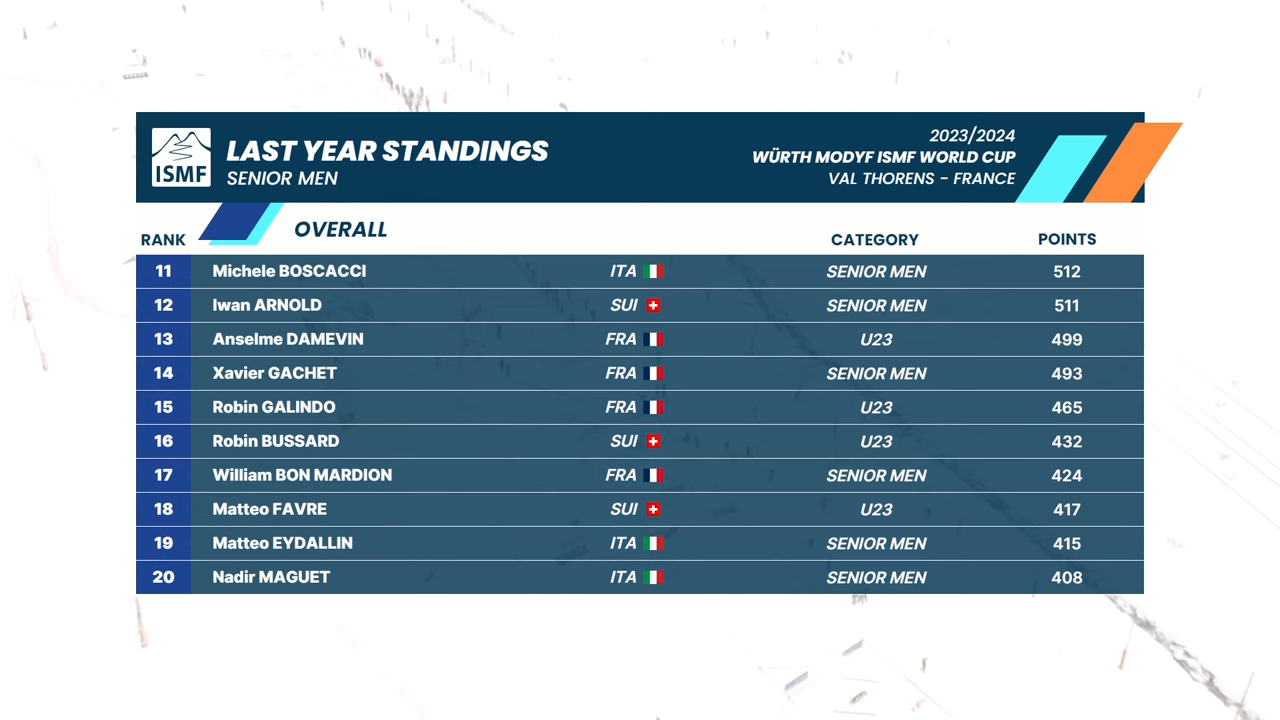 ISMF
LAST YEAR STANDINGS
SENIOR MEN
2023/2024
WÜRTH MODYF ISMF WORLD CUP
VAL THORENS - FRANCE
RANK OVERALL CATEGORY POINTS
11 Michele BOSCACCI ITA SENIOR MEN 512
12 Iwan ARNOLD SUI SENIOR MEN 511
13 Anselme DAMEVIN FRA U23 499
14 Xavier GACHET FRA SENIOR MEN 493
15 Robin GALINDO FRA U23 465
16 Robin BUSSARD SUI U23 432
17 William BON MARDION FRA SENIOR MEN 424
18 Matteo FAVRE SUI U23 417
19 Matteo EYDALLIN ITA SENIOR MEN 415
20 Nadir MAGUET ITA SENIOR MEN 408